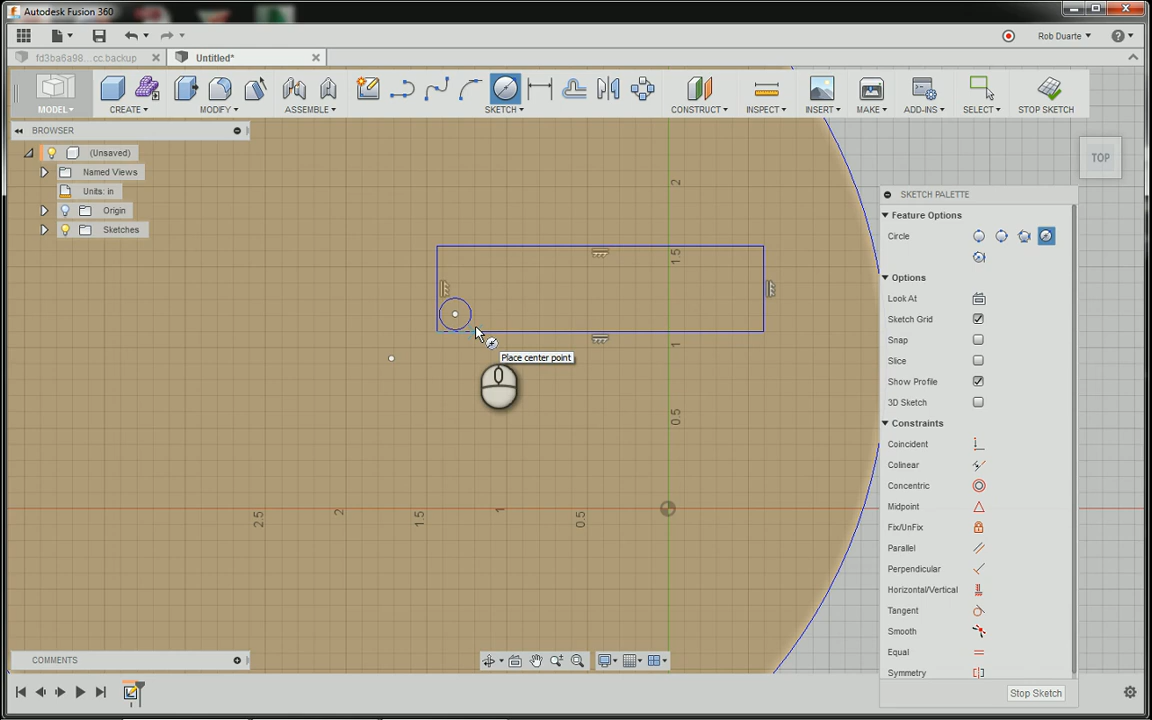 Autodesk Fusion 360
Rob Duarte
fd3ba6a98... cc.backup
Untitled*
MODEL
CREATE
MODIFY
ASSEMBLE
SKETCH
CONSTRUCT
INSPECT
INSERT
MAKE
ADD-INS
SELECT
STOP SKETCH
BROWSER
(Unsaved)
Named Views
Units: in
Origin
Sketches
TOP
SKETCH PALETTE
Feature Options
Circle
Options
Look At
Sketch Grid
Snap
Slice
Show Profile
3D Sketch
Constraints
Coincident
Colinear
Concentric
Midpoint
Fix/UnFix
Parallel
Perpendicular
Horizontal/Vertical
Tangent
Smooth
Equal
Symmetry
Stop Sketch
2
1.5
1
0.5
2.5
2
1.5
1
0.5
Place center point
COMMENTS